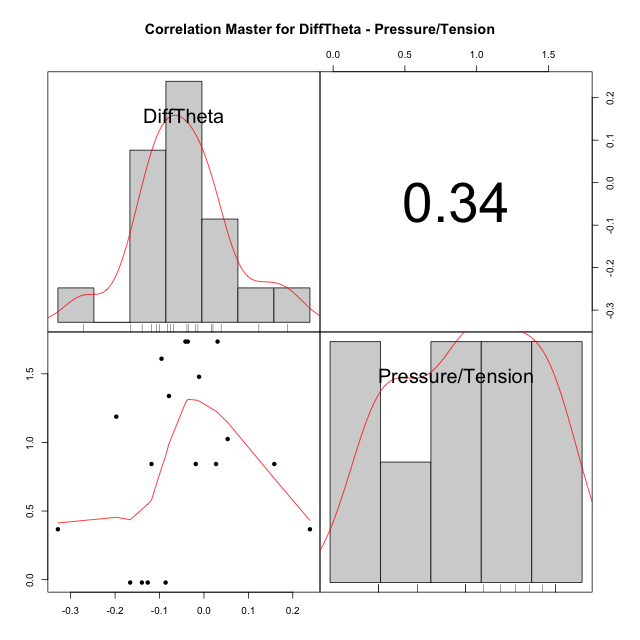 Correlation Master for DiffTheta - Pressure/Tension
0.0 0.5 1.0 1.5
DiffTheta
0.34
0.2
0.1
0.0
-0.1
-0.2
-0.3
1.5
1.0
0.5
0.0
Pressure/Tension
-0.3 -0.2 -0.1 0.0 0.1 0.2